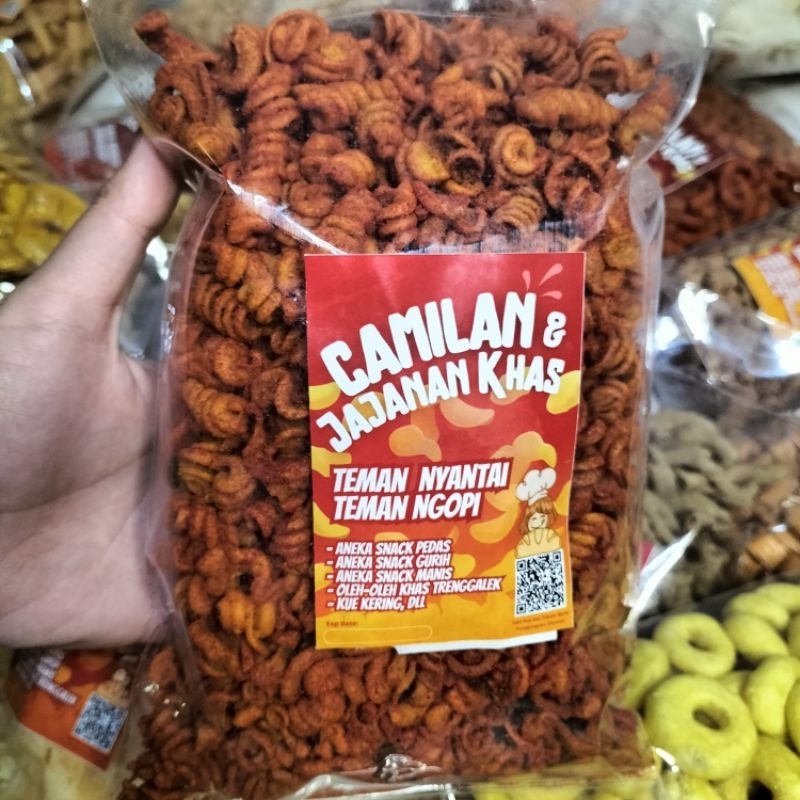 CAMILAN &
JAJANAN KHAS
TEMAN NYANTAI
TEMAN NGOPI
- ANEKA SNACK PEDAS
- ANEKA SNACK GURIH
- ANEKA SNACK MANIS
- OLEH-OLEH KHAS TRENGGALEK
- KUE KERING, DLL
Exp date: